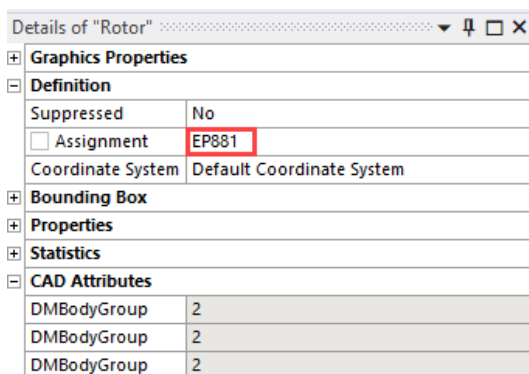 Details of "Rotor"
Graphics Properties
Definition
Suppressed No
Assignment EP881
Coordinate System Default Coordinate System
Bounding Box
Properties
Statistics
CAD Attributes
DMBodyGroup 2
DMBodyGroup 2
DMBodyGroup 2